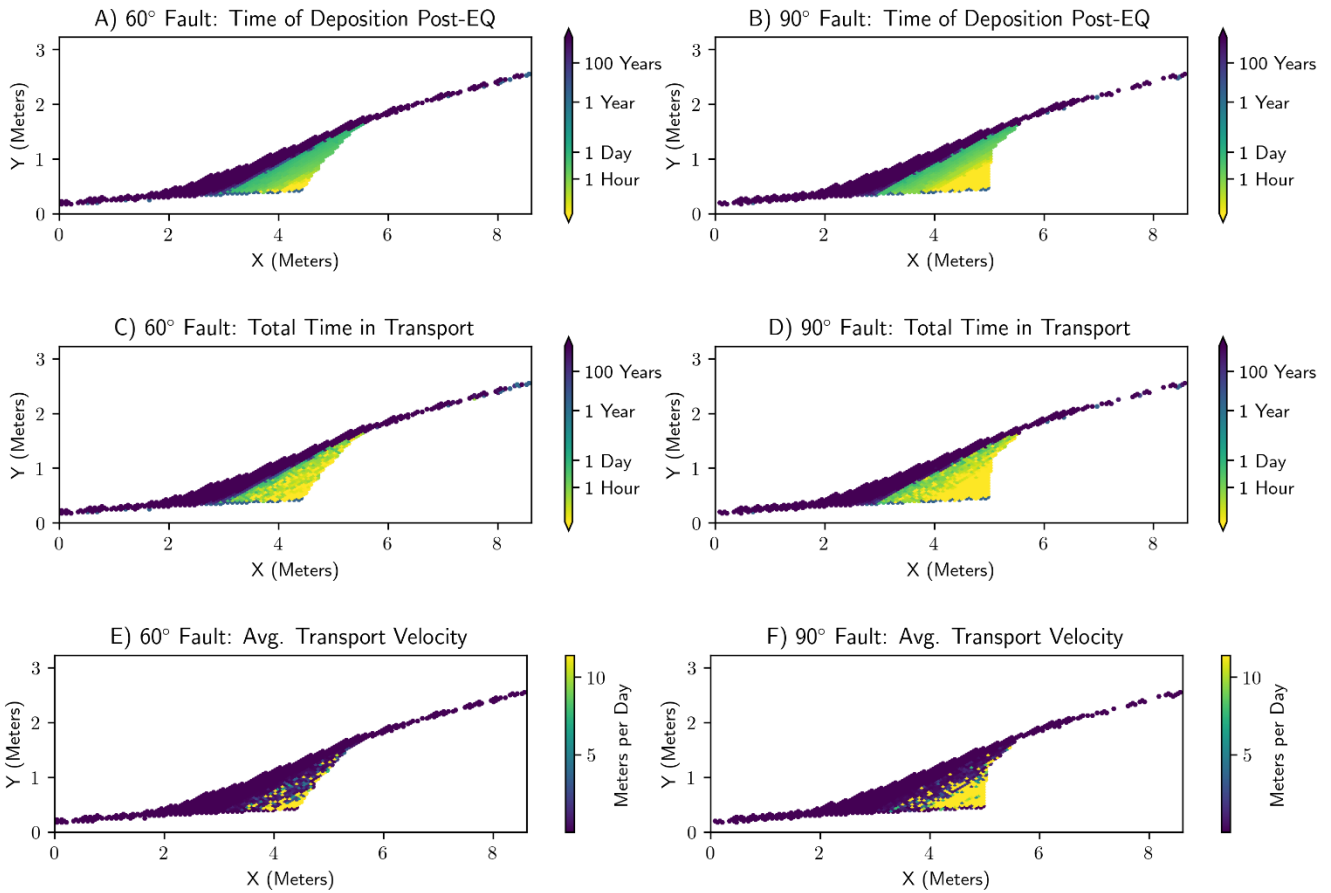 A) 60° Fault: Time of Deposition Post-EQ
3
2
1
0
Y (Meters)
0 2 4 6 8
X (Meters)
100 Years
1 Year
1 Day
1 Hour
B) 90° Fault: Time of Deposition Post-EQ
3
2
1
0
Y (Meters)
0 2 4 6 8
X (Meters)
100 Years
1 Year
1 Day
1 Hour
C) 60° Fault: Total Time in Transport
3
2
1
0
Y (Meters)
0 2 4 6 8
X (Meters)
100 Years
1 Year
1 Day
1 Hour
D) 90° Fault: Total Time in Transport
3
2
1
0
Y (Meters)
0 2 4 6 8
X (Meters)
100 Years
1 Year
1 Day
1 Hour
E) 60° Fault: Avg. Transport Velocity
3
2
1
0
Y (Meters)
0 2 4 6 8
X (Meters)
10
5
Meters per Day
F) 90° Fault: Avg. Transport Velocity
3
2
1
0
Y (Meters)
0 2 4 6 8
X (Meters)
10
5
Meters per Day